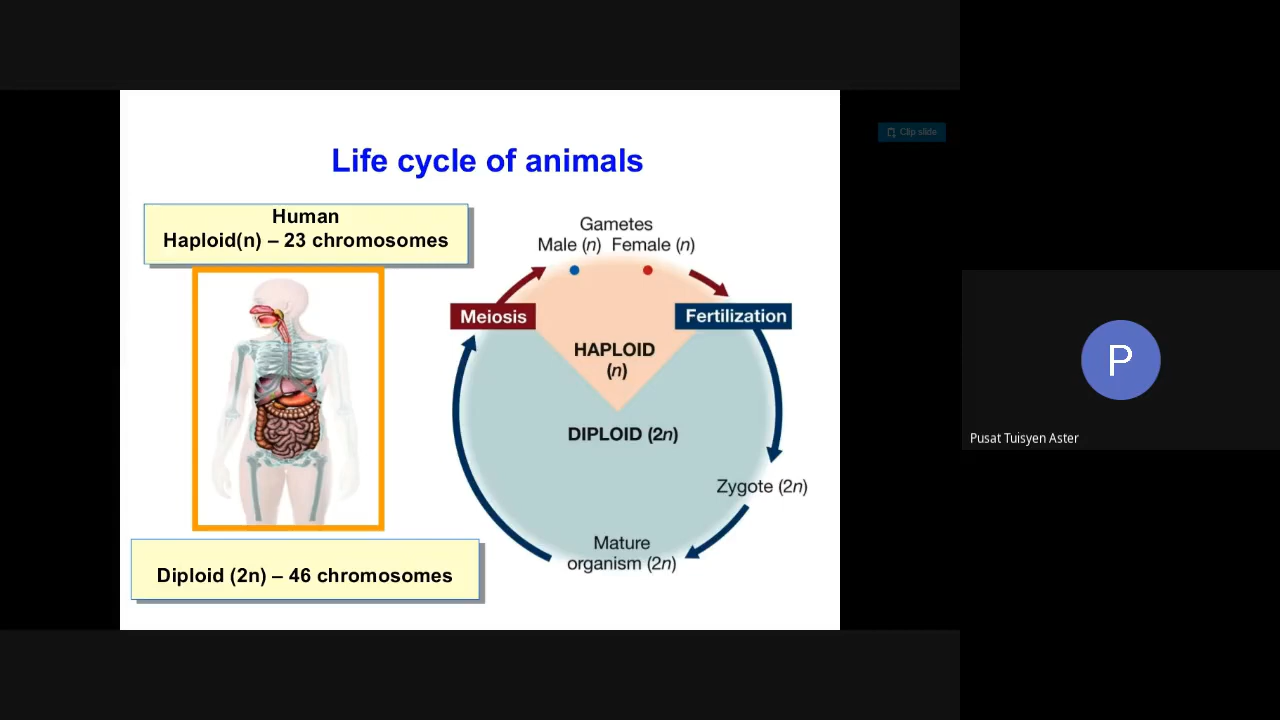 Clip slide
Life cycle of animals
Human
Haploid(n) – 23 chromosomes
Gametes
Male (n) Female (n)
Meiosis
Fertilization
HAPLOID
(n)
DIPLOID (2n)
Zygote (2n)
Mature
organism (2n)
Diploid (2n) – 46 chromosomes
P
Pusat Tuisyen Aster